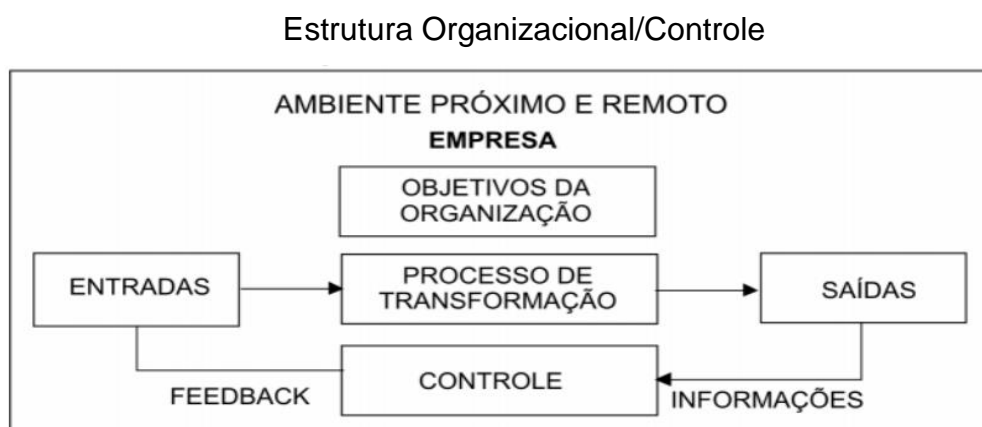 Estrutura Organizacional/Controle
AMBIENTE PRÓXIMO E REMOTO
EMPRESA
OBJETIVOS DA
ORGANIZAÇÃO
ENTRADAS
PROCESSO DE
TRANSFORMAÇÃO
SAÍDAS
FEEDBACK
CONTROLE
INFORMAÇÕES